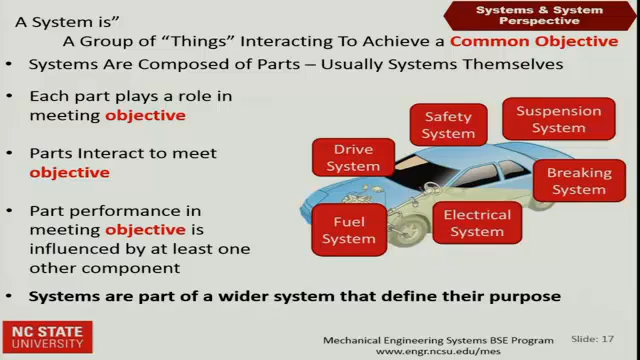 Systems & System
Perspective
A System is”
A Group of “Things” Interacting To Achieve a Common Objective
• Systems Are Composed of Parts – Usually Systems Themselves
• Each part plays a role in
meeting objective
• Parts Interact to meet
objective
• Part performance in
meeting objective is
influenced by at least one
other component
Drive
System
Safety
System
Suspension
System
Breaking
System
Fuel
System
Electrical
System
• Systems are part of a wider system that define their purpose
NC STATE
UNIVERSITY
Mechanical Engineering Systems BSE Program
www.engr.ncsu.edu/mes
Slide: 17